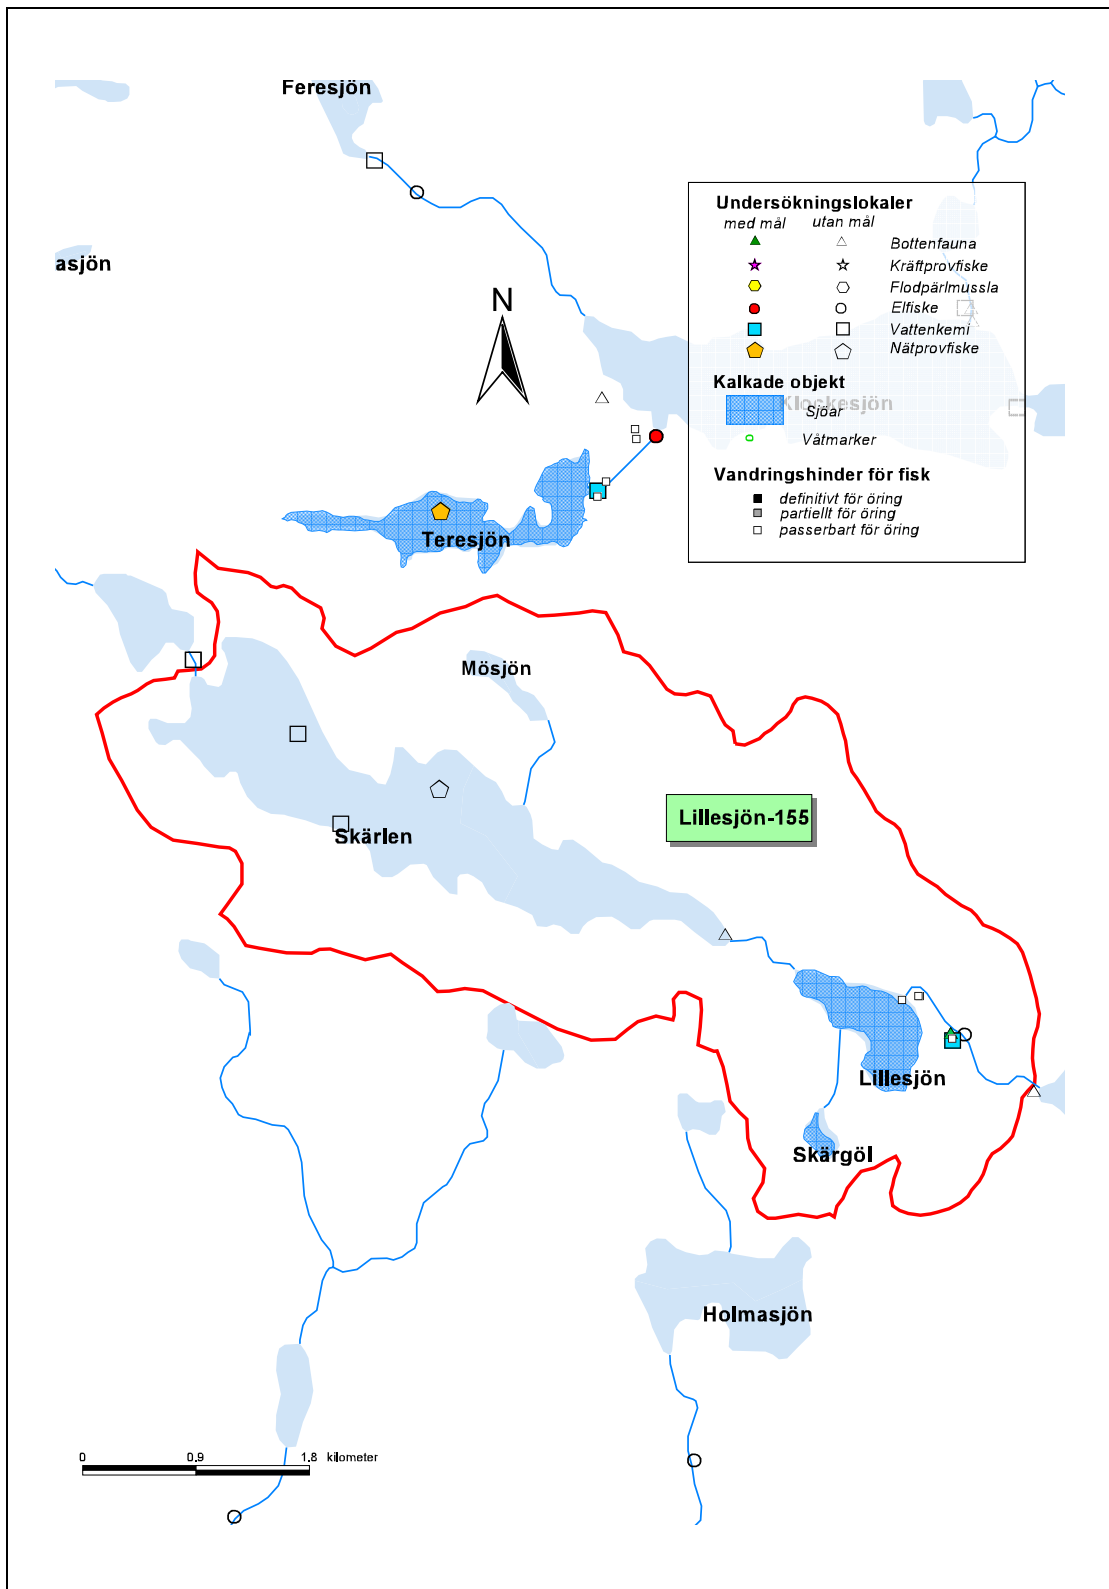 Feresjön
asjön
Undersökningslokaler
med mål utan mål
Bottenfauna
Kräftprovfiske
Flodpärlmussla
Elfiske
Vattenkemi
Nätprovfiske
Kalkade objekt
Klockesjön
Sjöar
Våtmarker
Vandringshinder för fisk
definitivt för öring
partiellt för öring
passerbart för öring
N
Teresjön
Mösjön
Skärlen
Lillesjön-155
Lillesjön
Skärgöl
Holmasjön
0 0.9 1.8 kilometer